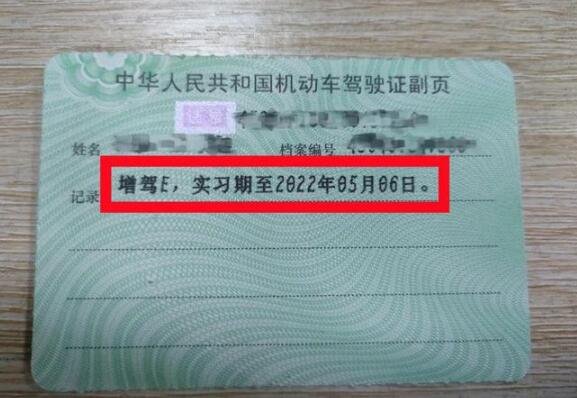 中华人民共和国机动车驾驶证副页
姓名 档案编号
记录 增驾E，实习期至2022年05月06日。